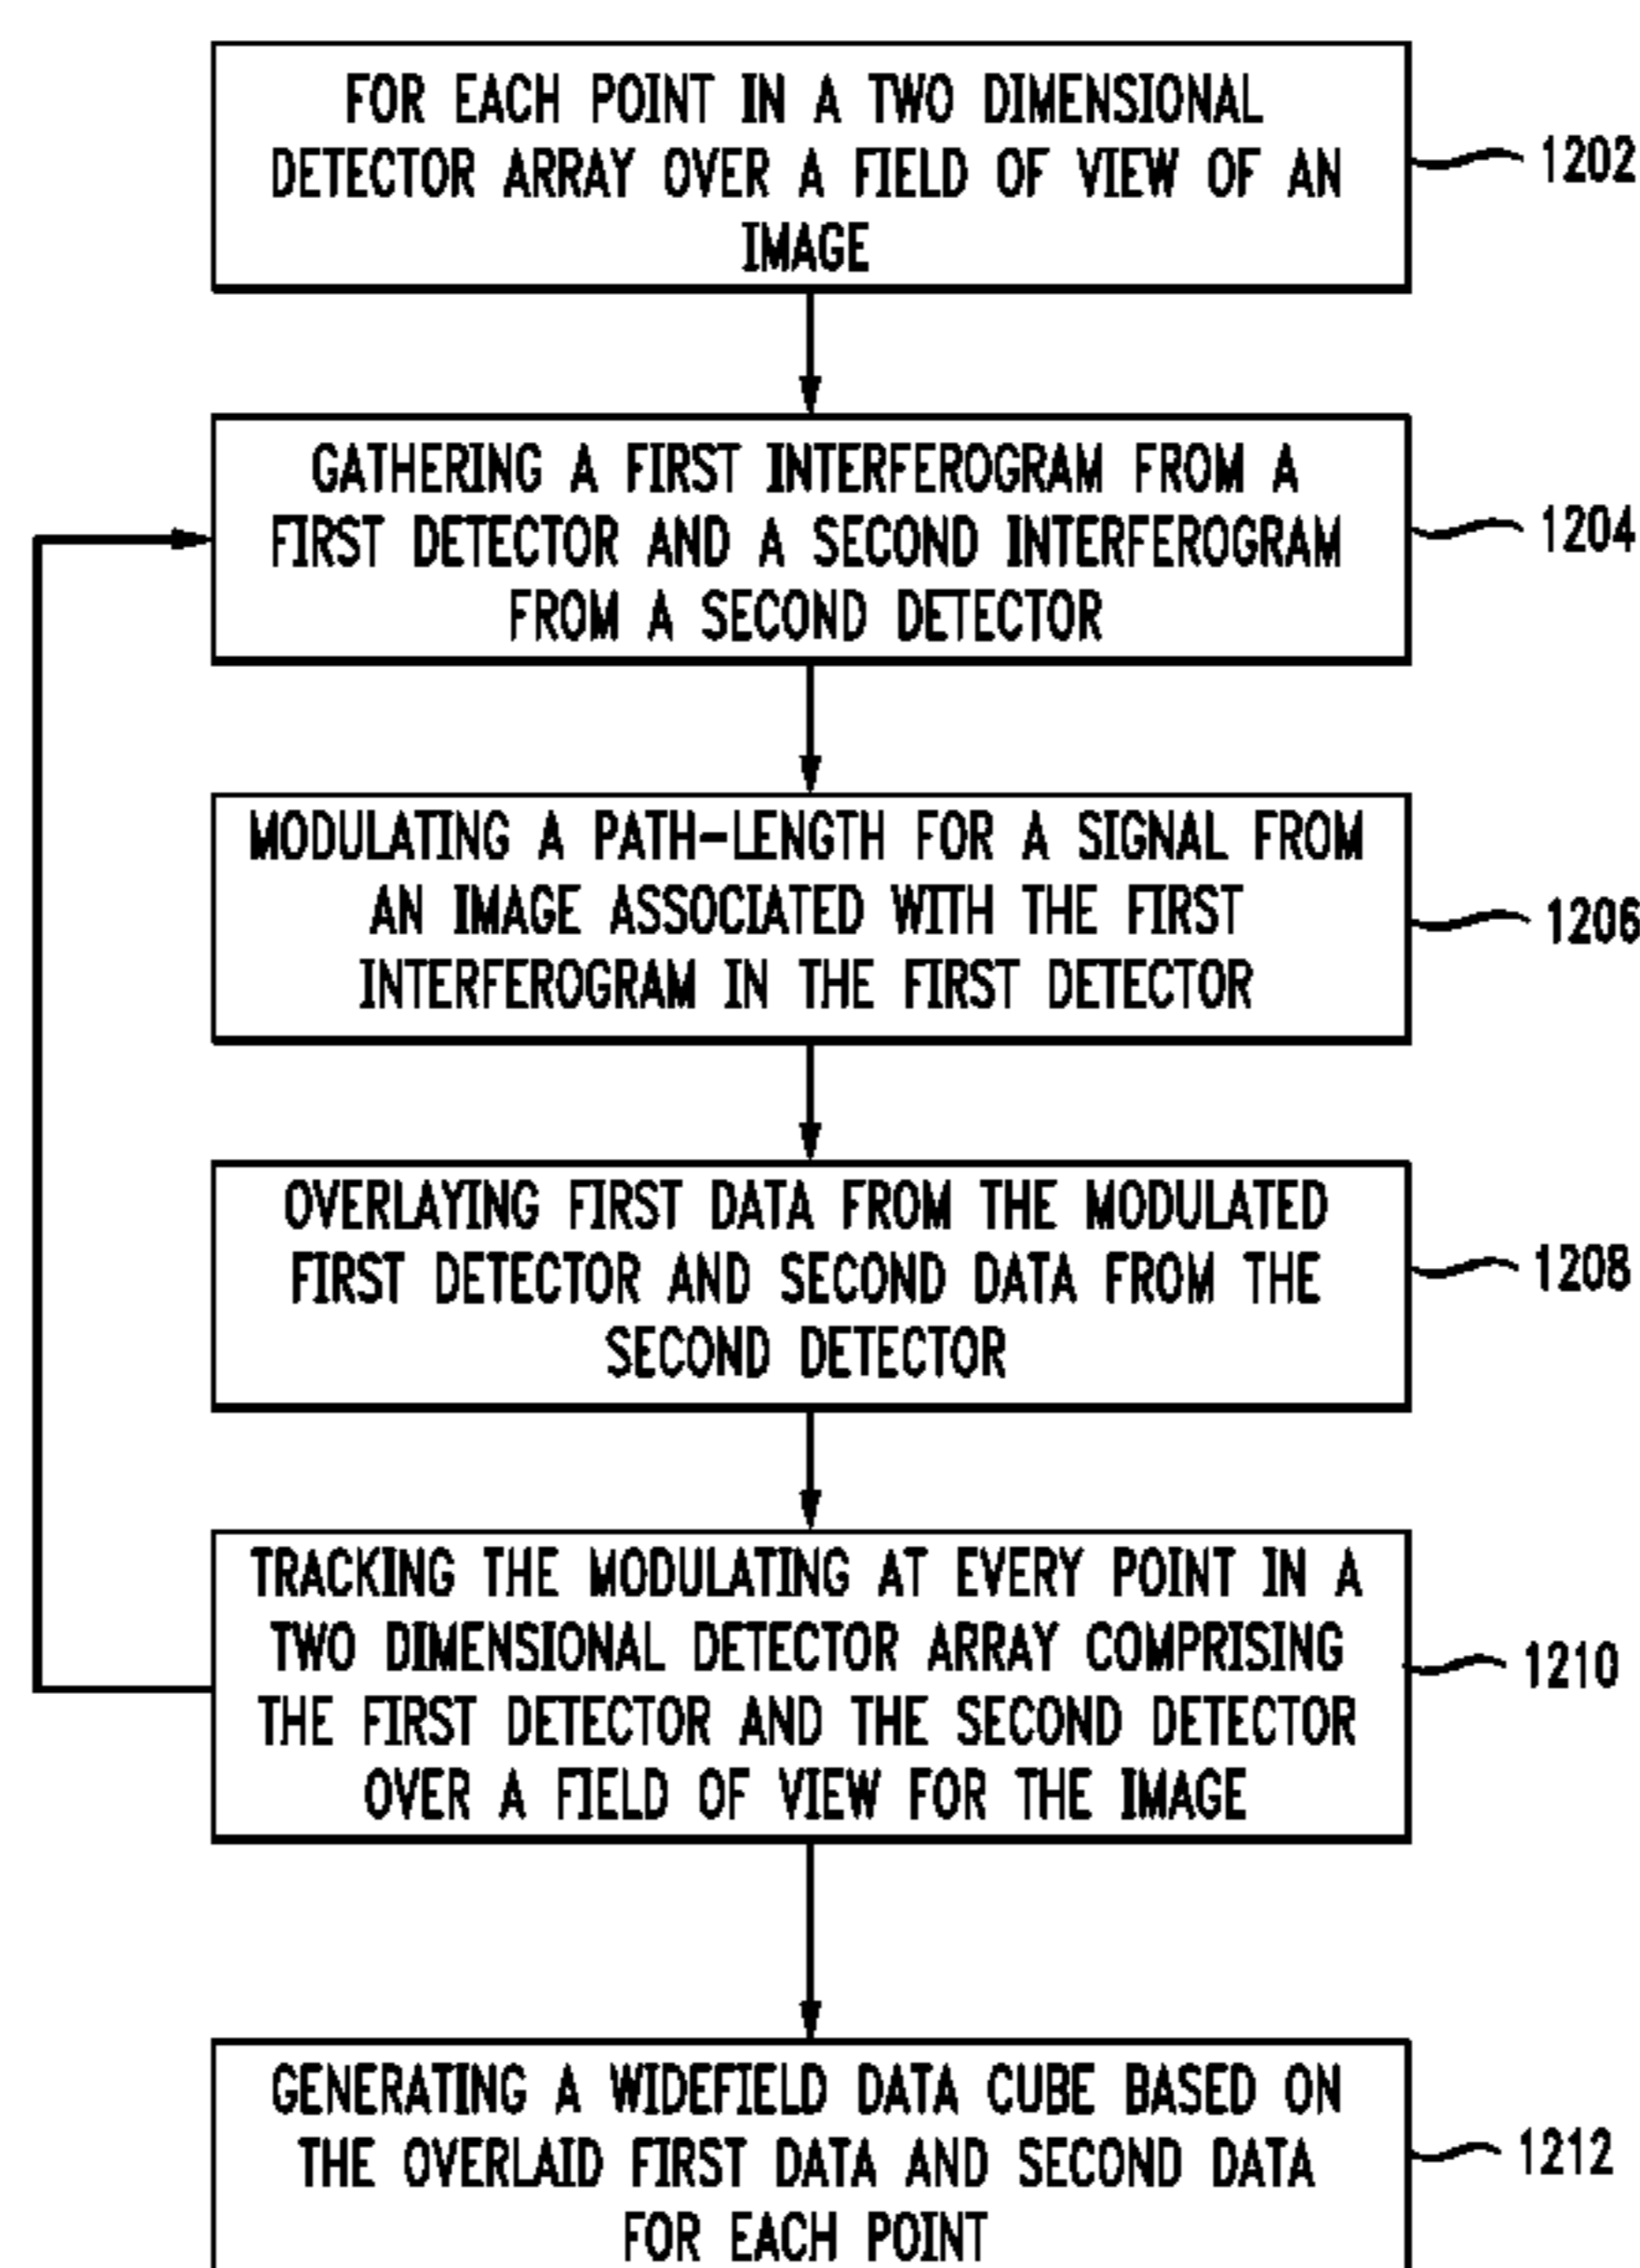 FOR EACH POINT IN A TWO DIMENSIONAL
DETECTOR ARRAY OVER A FIELD OF VIEW OF AN
IMAGE
1202
GATHERING A FIRST INTERFEROGRAM FROM A
FIRST DETECTOR AND A SECOND INTERFEROGRAM
FROM A SECOND DETECTOR
1204
MODULATING A PATH-LENGTH FOR A SIGNAL FROM
AN IMAGE ASSOCIATED WITH THE FIRST
INTERFEROGRAM IN THE FIRST DETECTOR
1206
OVERLAYING FIRST DATA FROM THE MODULATED
FIRST DETECTOR AND SECOND DATA FROM THE
SECOND DETECTOR
1208
TRACKING THE MODULATING AT EVERY POINT IN A
TWO DIMENSIONAL DETECTOR ARRAY COMPRISING
THE FIRST DETECTOR AND THE SECOND DETECTOR
OVER A FIELD OF VIEW FOR THE IMAGE
1210
GENERATING A WIDEFIELD DATA CUBE BASED ON
THE OVERLAID FIRST DATA AND SECOND DATA
FOR EACH POINT
1212